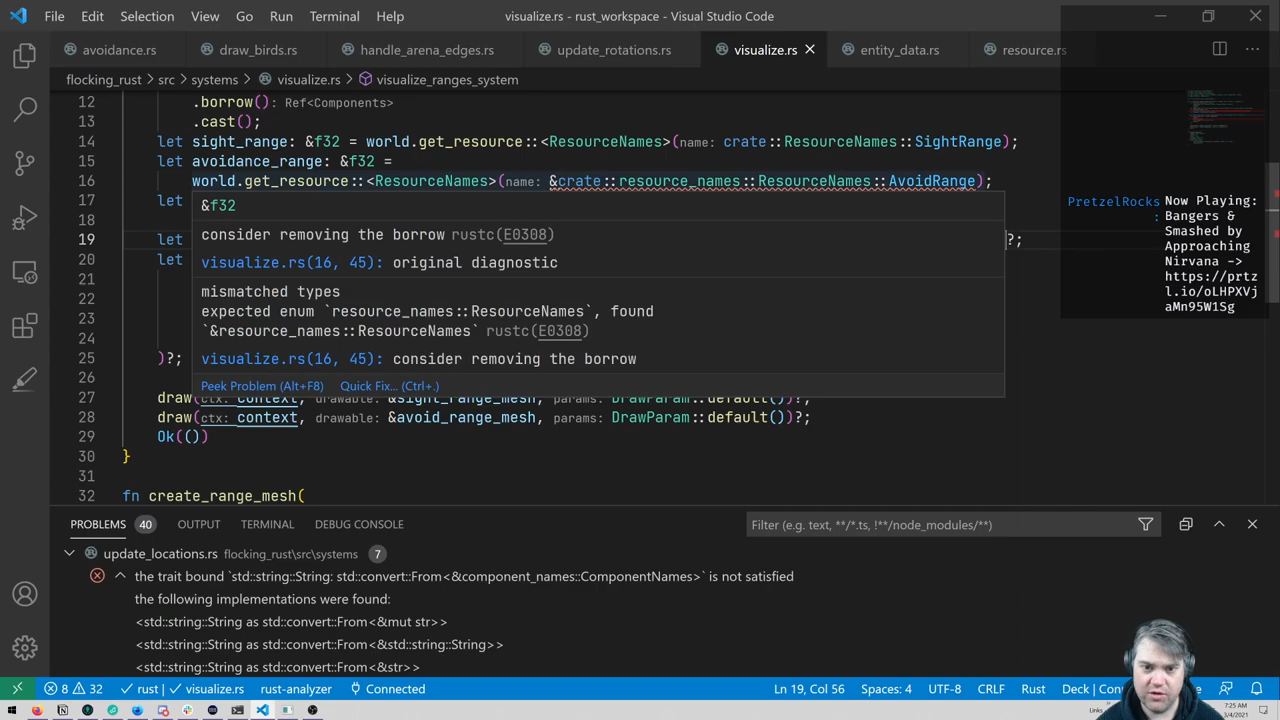 File Edit Selection View Go Run Terminal Help visualize.rs - rust_workspace - Visual Studio Code
avoidance.rs draw_birds.rs handle_arena_edges.rs update_rotations.rs visualize.rs entity_data.rs resource.rs
flocking_rust > src > systems > visualize.rs > visualize_ranges_system
12 .borrow(): Ref<Components>
13 .cast();
14 let sight_range: &f32 = world.get_resource::<ResourceNames>(name: crate::ResourceNames::SightRange);
15 let avoidance_range: &f32 =
16 world.get_resource::<ResourceNames>(name: &crate::resource_names::ResourceNames::AvoidRange);
17 let
18
19 let ?;
20 let
21
22
23
24
25 )?;
26
27 draw(ctx: context, drawable: &sight_range_mesh, params: DrawParam::default())?;
28 draw(ctx: context, drawable: &avoid_range_mesh, params: DrawParam::default())?;
29 Ok(())
30 }
31
32 fn create_range_mesh(
&f32
consider removing the borrow rustc(E0308)
visualize.rs(16, 45): original diagnostic
mismatched types
expected enum `resource_names::ResourceNames`, found
`&resource_names::ResourceNames` rustc(E0308)
visualize.rs(16, 45): consider removing the borrow
Peek Problem (Alt+F8) Quick Fix... (Ctrl+.)
PretzelRocks
: Now Playing:
Bangers &
Smashed by
Approaching
Nirvana ->
https://prtz
l.io/oLHPXVj
aMn95W1Sg
PROBLEMS 40 OUTPUT TERMINAL DEBUG CONSOLE Filter (e.g. text, **/*.ts, !**/node_modules/**)
update_locations.rs flocking_rust\src\systems 7
the trait bound `std::string::String: std::convert::From<&component_names::ComponentNames>` is not satisfied
the following implementations were found:
<std::string::String as std::convert::From<&mut str>>
<std::string::String as std::convert::From<&std::string::String>>
<std::string::String as std::convert::From<&str>>
8 32 rust | visualize.rs rust-analyzer Connected Ln 19, Col 56 Spaces: 4 UTF-8 CRLF Rust Deck | Con
Links
7:25 AM
3/4/2021